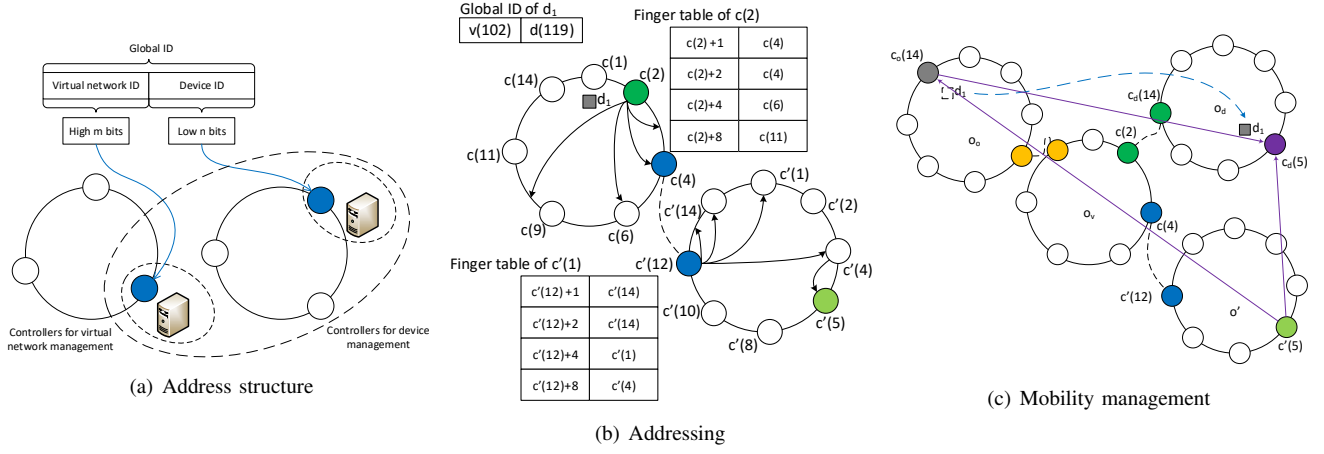 Global ID
Virtual network ID
Device ID
High m bits
Low n bits
Controllers for virtual
network management
Controllers for device
management
(a) Address structure
Global ID of d₁
v(102)
d(119)
c(1)
c(2)
c(14)
d₁
c(11)
c(4)
c(9)
c(6)
Finger table of c(2)
c(2)+1
c(4)
c(2)+2
c(4)
c(2)+4
c(6)
c(2)+8
c(11)
c'(1)
c'(14)
c'(2)
c'(12)
c'(4)
c'(10)
c'(5)
c'(8)
Finger table of c'(1)
c'(12)+1
c'(14)
c'(12)+2
c'(14)
c'(12)+4
c'(1)
c'(12)+8
c'(4)
(b) Addressing
cₒ(14)
d₁
oₒ
c_d(14)
o_d
d₁
c(2)
c_d(5)
oᵥ
c(4)
c'(12)
o'
c'(5)
(c) Mobility management